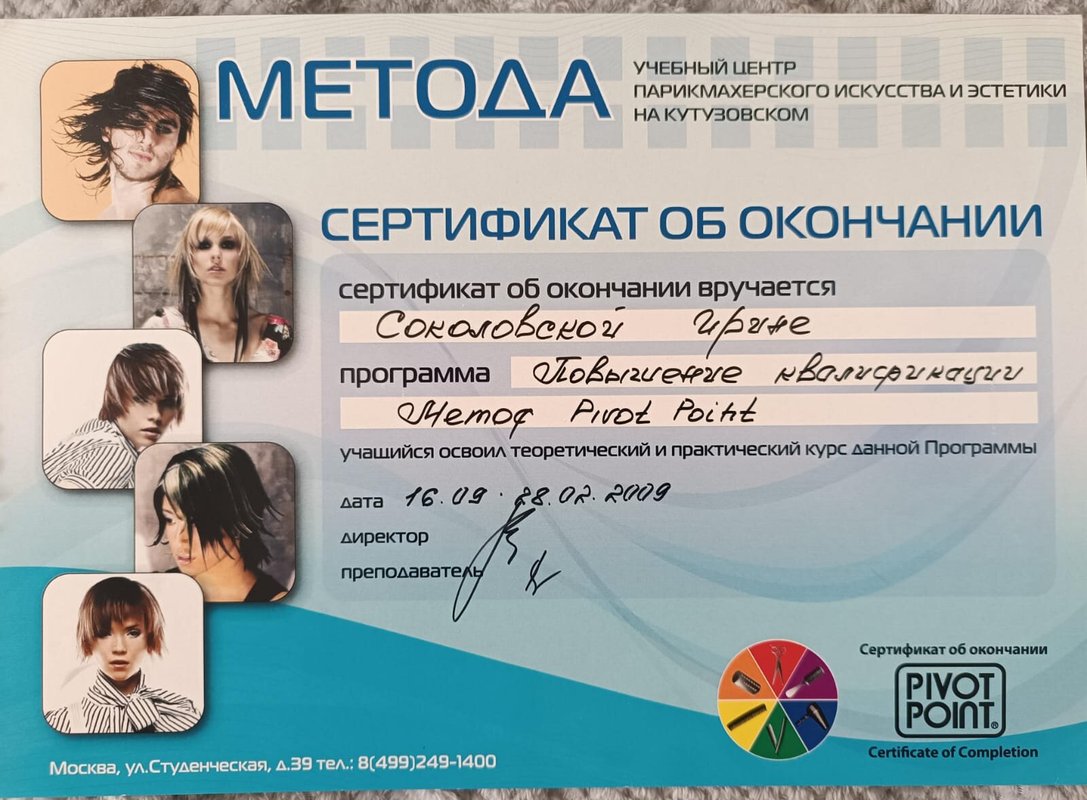 МЕТОДА
УЧЕБНЫЙ ЦЕНТР
ПАРИКМАХЕРСКОГО ИСКУССТВА И ЭСТЕТИКИ
НА КУТУЗОВСКОМ
СЕРТИФИКАТ ОБ ОКОНЧАНИИ
сертификат об окончании вручается
Соколовской Ирине
программа Повышение квалификации
Метод Pivot Point
учащийся освоил теоретический и практический курс данной Программы
дата 16.09 - 28.02.2009
директор
преподаватель
Сертификат об окончании
PIVOT
POINT®
Certificate of Completion
Москва, ул.Студенческая, д.39 тел.: 8(499)249-1400